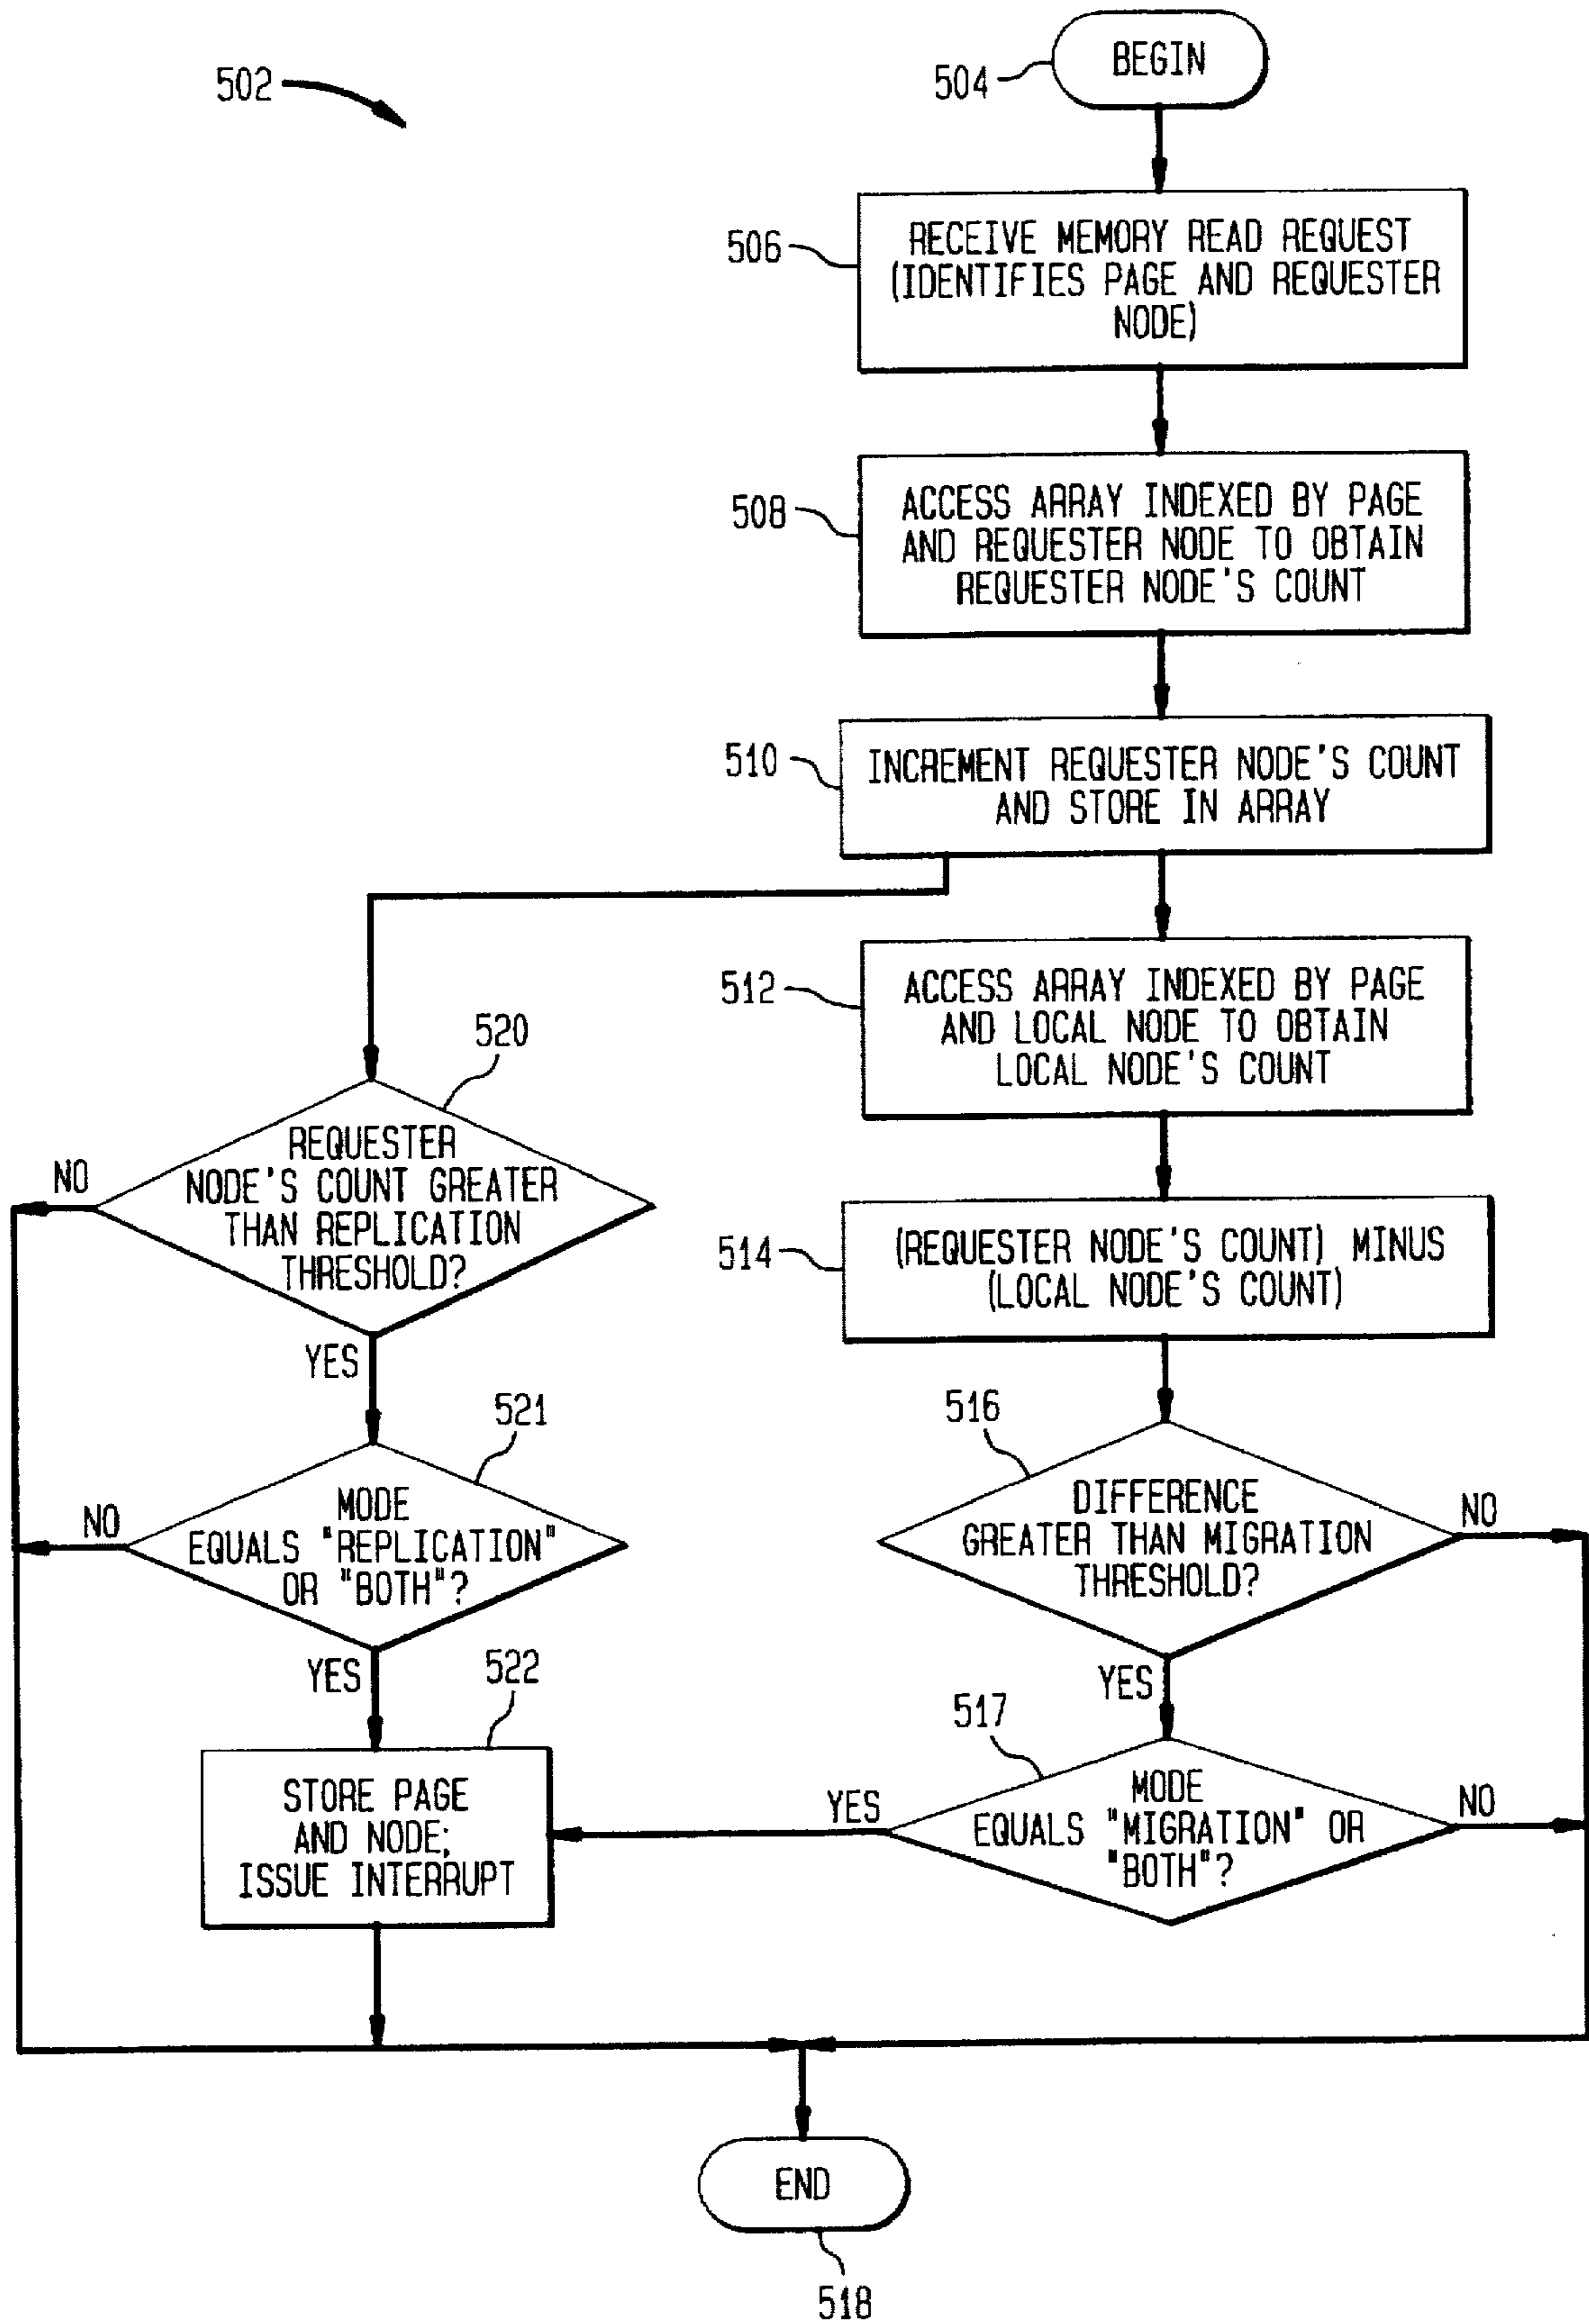 502
504
BEGIN
506
RECEIVE MEMORY READ REQUEST
(IDENTIFIES PAGE AND REQUESTER
NODE)
508
ACCESS ARRAY INDEXED BY PAGE
AND REQUESTER NODE TO OBTAIN
REQUESTER NODE'S COUNT
510
INCREMENT REQUESTER NODE'S COUNT
AND STORE IN ARRAY
512
ACCESS ARRAY INDEXED BY PAGE
AND LOCAL NODE TO OBTAIN
LOCAL NODE'S COUNT
520
REQUESTER
NODE'S COUNT GREATER
THAN REPLICATION
THRESHOLD?
NO
YES
514
(REQUESTER NODE'S COUNT) MINUS
(LOCAL NODE'S COUNT)
521
MODE
EQUALS "REPLICATION"
OR "BOTH"?
NO
YES
516
DIFFERENCE
GREATER THAN MIGRATION
THRESHOLD?
NO
YES
522
STORE PAGE
AND NODE;
ISSUE INTERRUPT
517
MODE
EQUALS "MIGRATION" OR
"BOTH"?
YES
NO
END
518